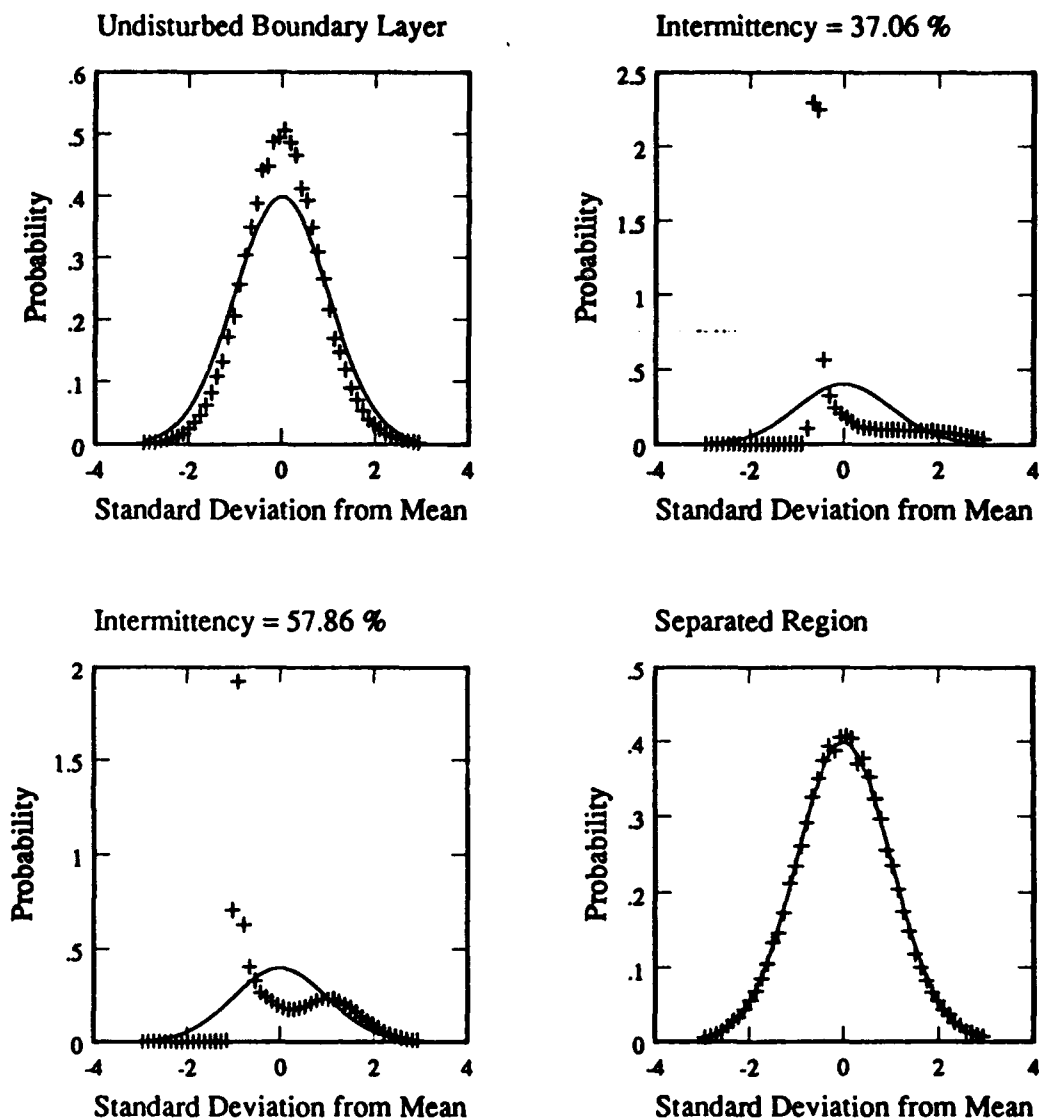 Undisturbed Boundary Layer
.6
.5
.4
.3
.2
.1
0
Probability
-4 -2 0 2 4
Standard Deviation from Mean
Intermittency = 37.06 %
2.5
2
1.5
1
.5
0
Probability
-4 -2 0 2 4
Standard Deviation from Mean
Intermittency = 57.86 %
2
1.5
1
.5
0
Probability
-4 -2 0 2 4
Standard Deviation from Mean
Separated Region
.5
.4
.3
.2
.1
0
Probability
-4 -2 0 2 4
Standard Deviation from Mean